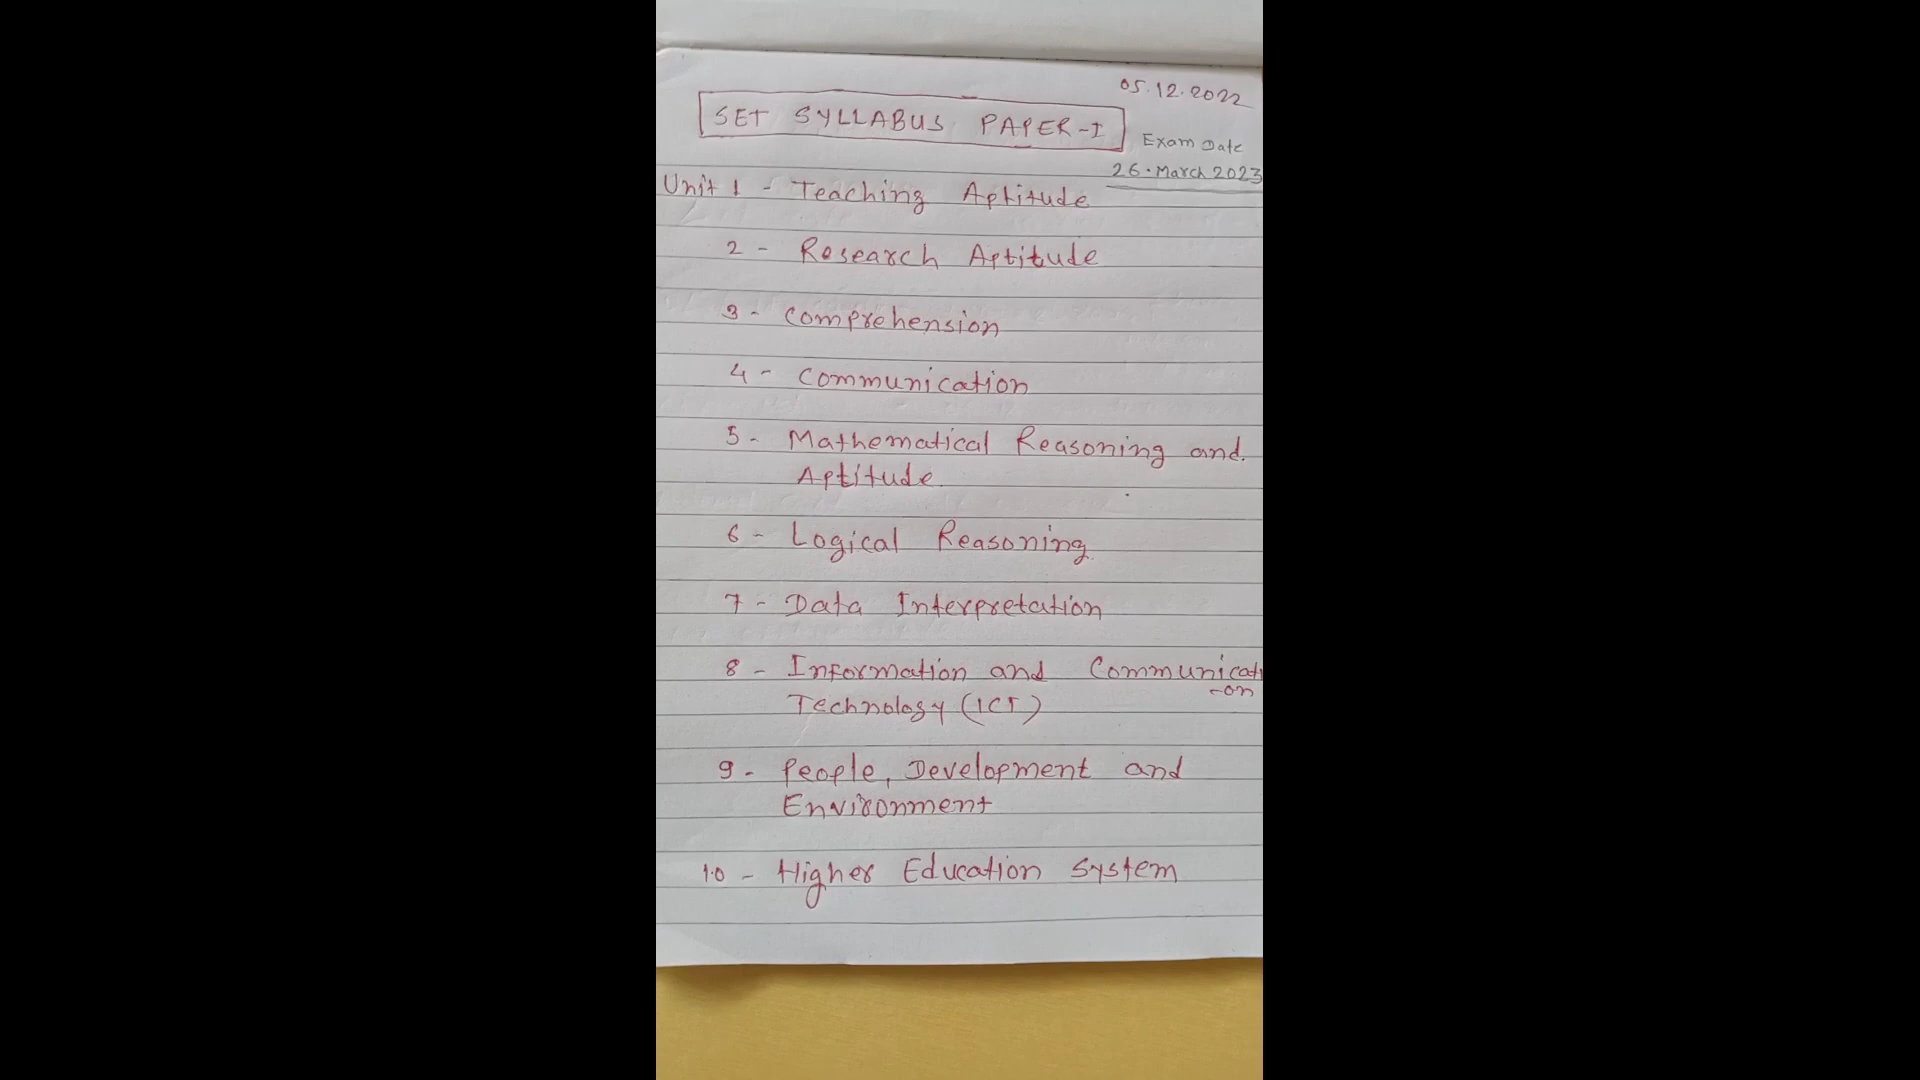 05.12.2022
SET SYLLABUS PAPER-I
Exam Date
26.March 2023
Unit 1 - Teaching Aptitude
2 - Research Aptitude
3 - Comprehension
4 - Communication
5 - Mathematical Reasoning and
Aptitude
6 - Logical Reasoning
7 - Data Interpretation
8 - Information and Communicati
-on
Technology (ICT)
9 - People, Development and
Environment
10 - Higher Education System